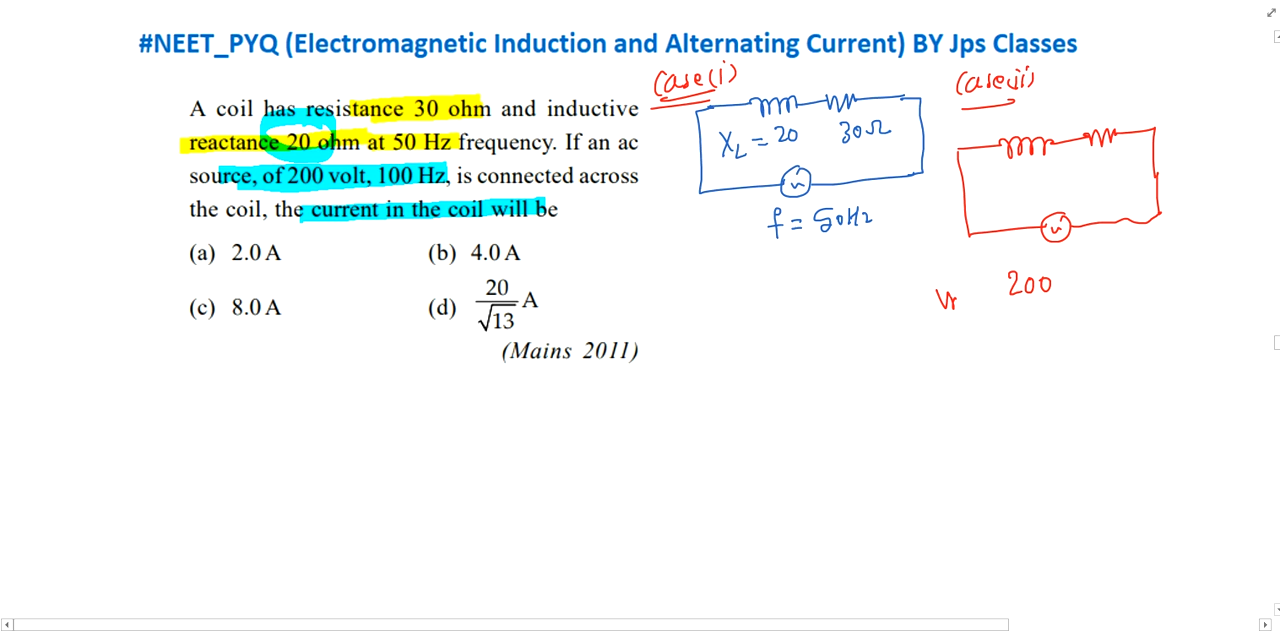 #NEET_PYQ (Electromagnetic Induction and Alternating Current) BY Jps Classes
A coil has resistance 30 ohm and inductive
reactance 20 ohm at 50 Hz frequency. If an ac
source, of 200 volt, 100 Hz, is connected across
the coil, the current in the coil will be
(a) 2.0 A (b) 4.0 A
(c) 8.0 A (d) 20/√13 A
(Mains 2011)
Case(i)
X_L = 20 30Ω
f = 50Hz
Case(ii)
200